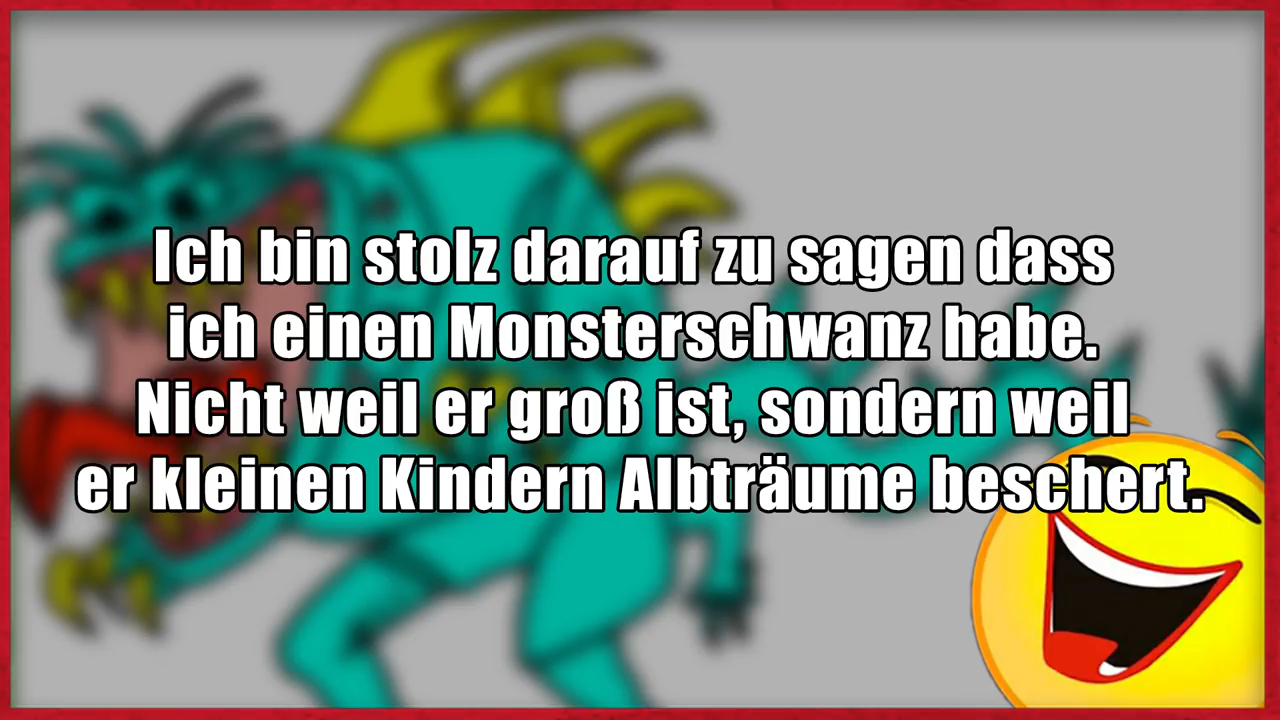 Ich bin stolz darauf zu sagen dass
ich einen Monsterschwanz habe.
Nicht weil er groß ist, sondern weil
er kleinen Kindern Albträume beschert.